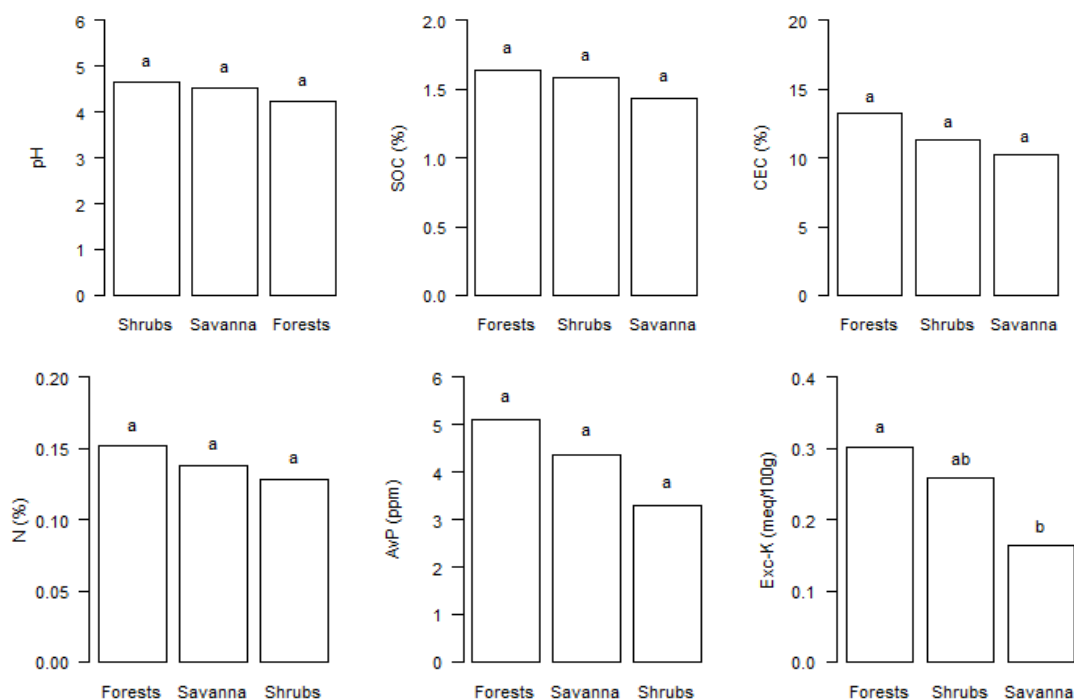 pH
6
5
4
3
2
1
0
a
a
a
Shrubs Savanna Forests
SOC (%)
2.0
1.5
1.0
0.5
0.0
a
a
a
Forests Shrubs Savanna
CEC (%)
20
15
10
5
0
a
a
a
Forests Shrubs Savanna
N (%)
0.20
0.15
0.10
0.05
0.00
a
a
a
Forests Savanna Shrubs
AvP (ppm)
6
5
4
3
2
1
0
a
a
a
Forests Savanna Shrubs
Exc-K (meq/100g)
0.4
0.3
0.2
0.1
0.0
a
ab
b
Forests Shrubs Savanna